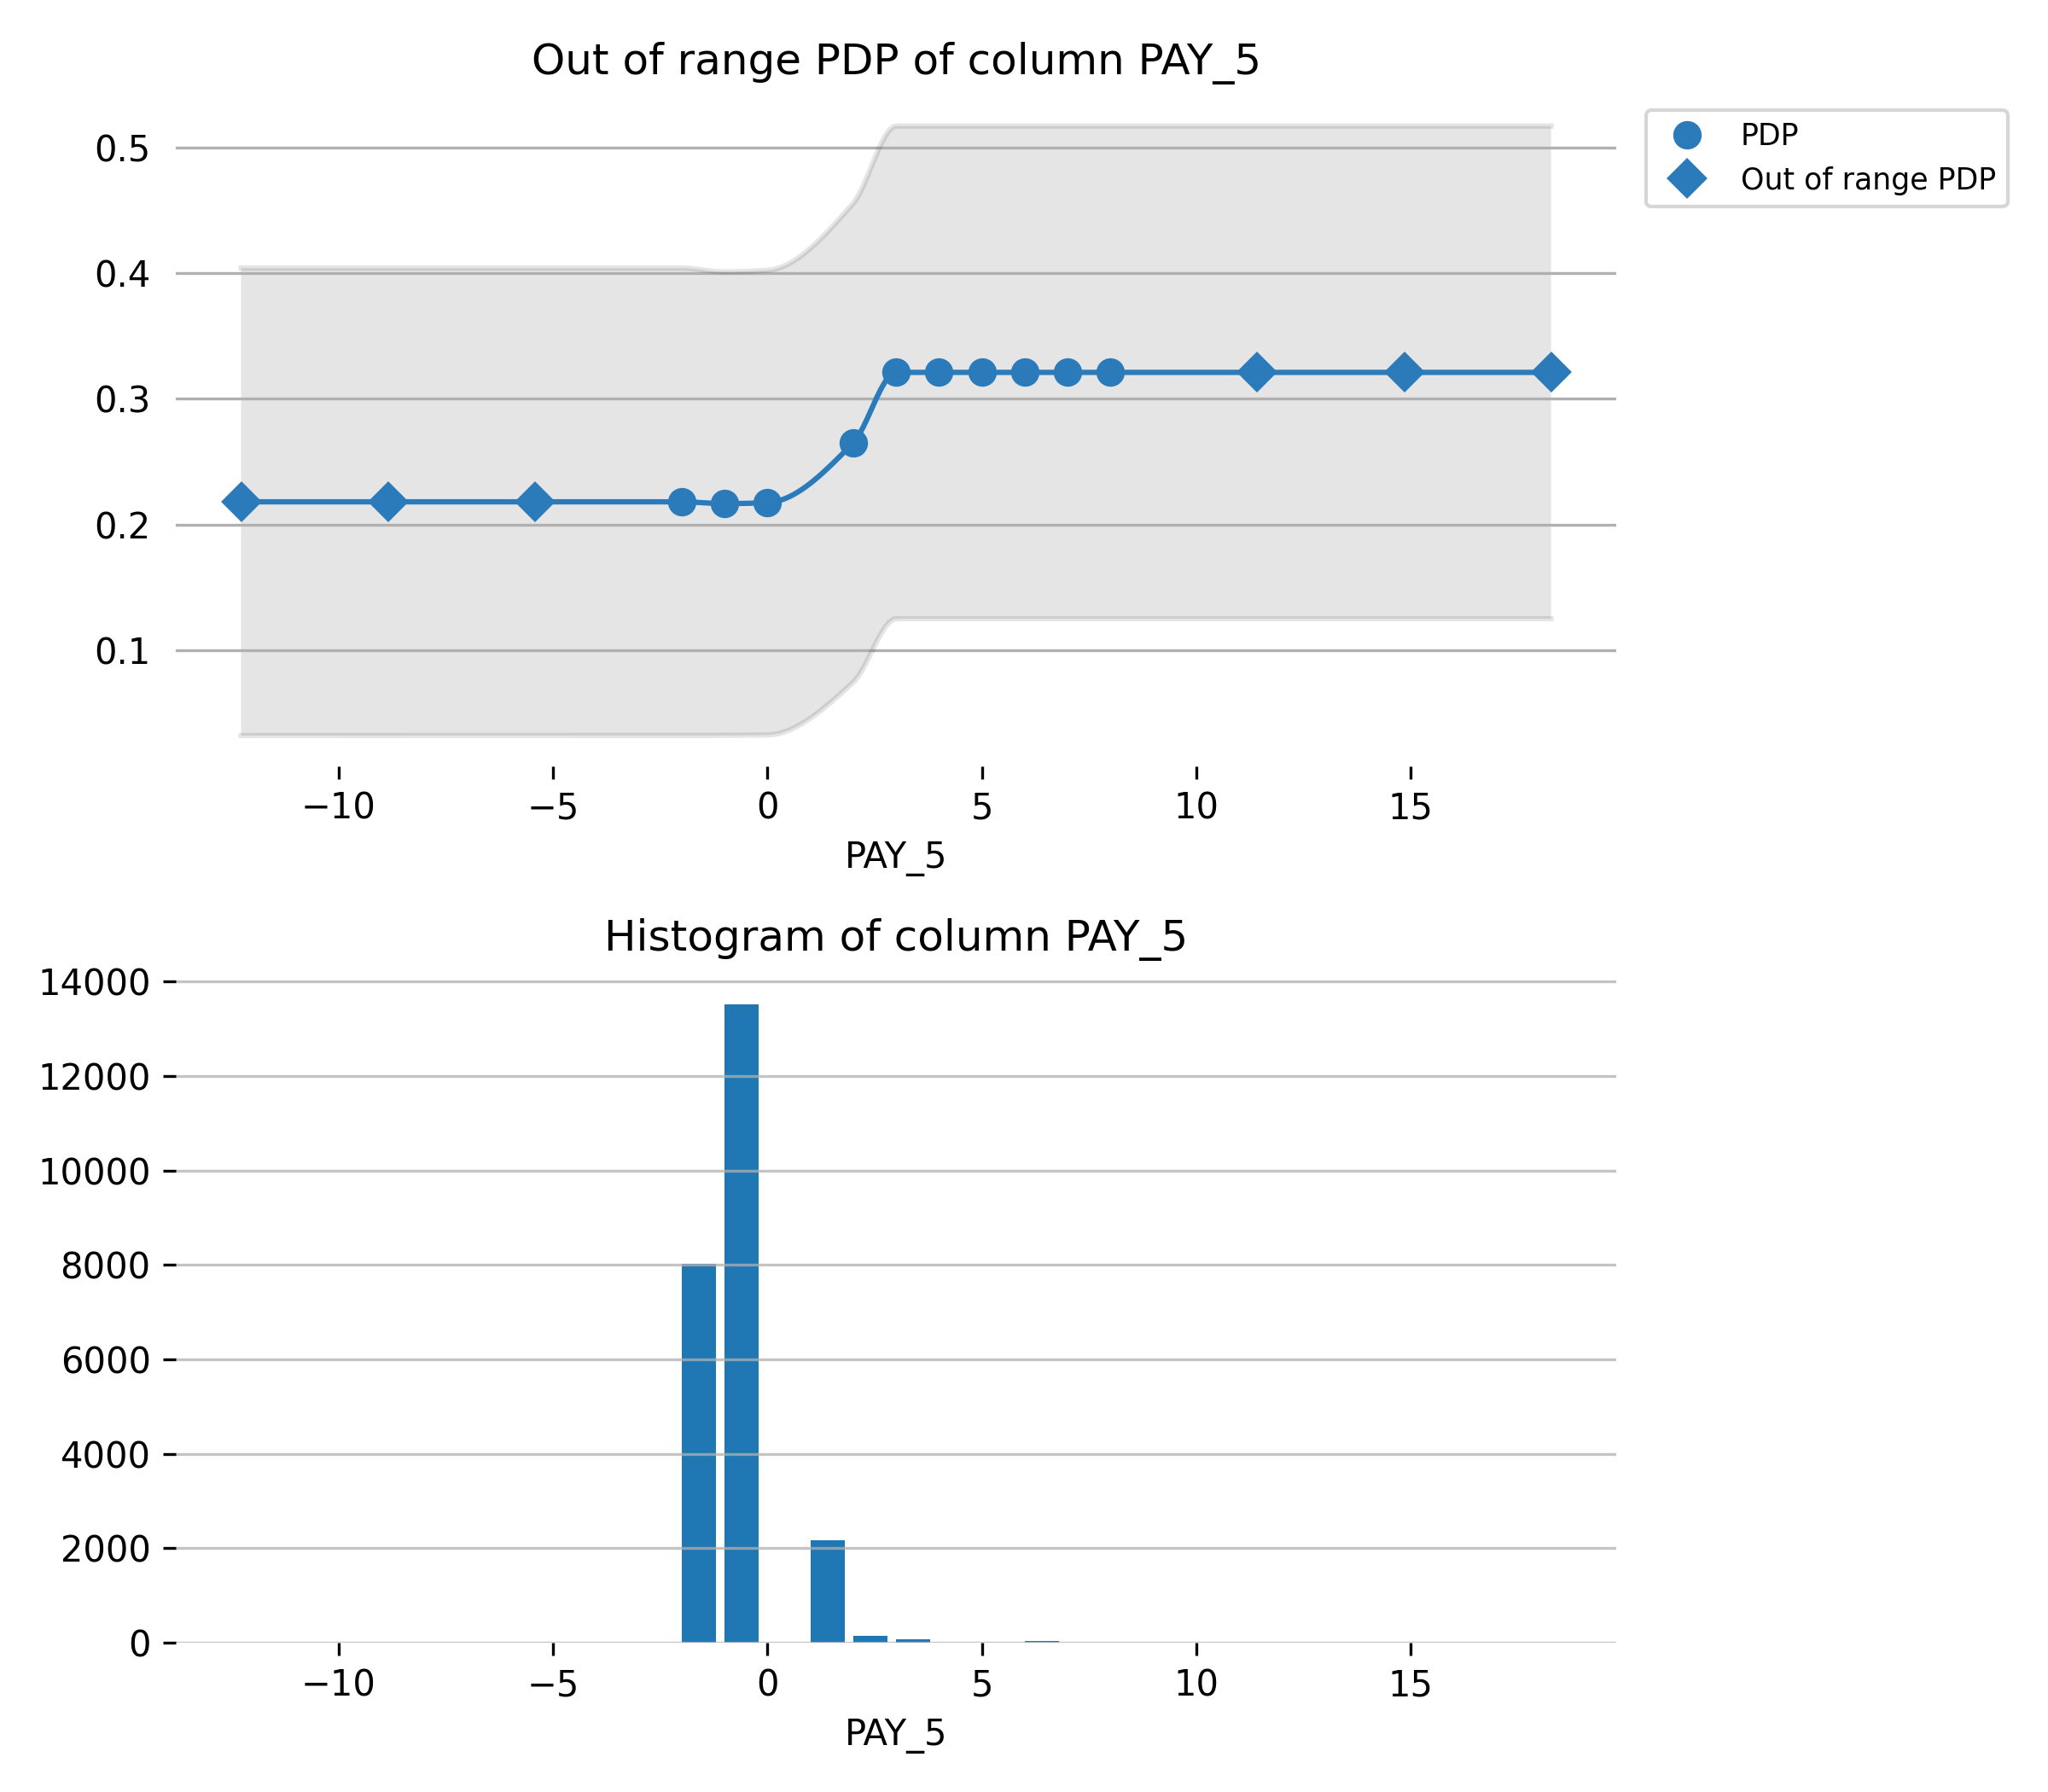 Out of range PDP of column PAY_5
PDP
Out of range PDP
0.5
0.4
0.3
0.2
0.1
−10 −5 0 5 10 15
PAY_5
Histogram of column PAY_5
14000
12000
10000
8000
6000
4000
2000
0
−10 −5 0 5 10 15
PAY_5